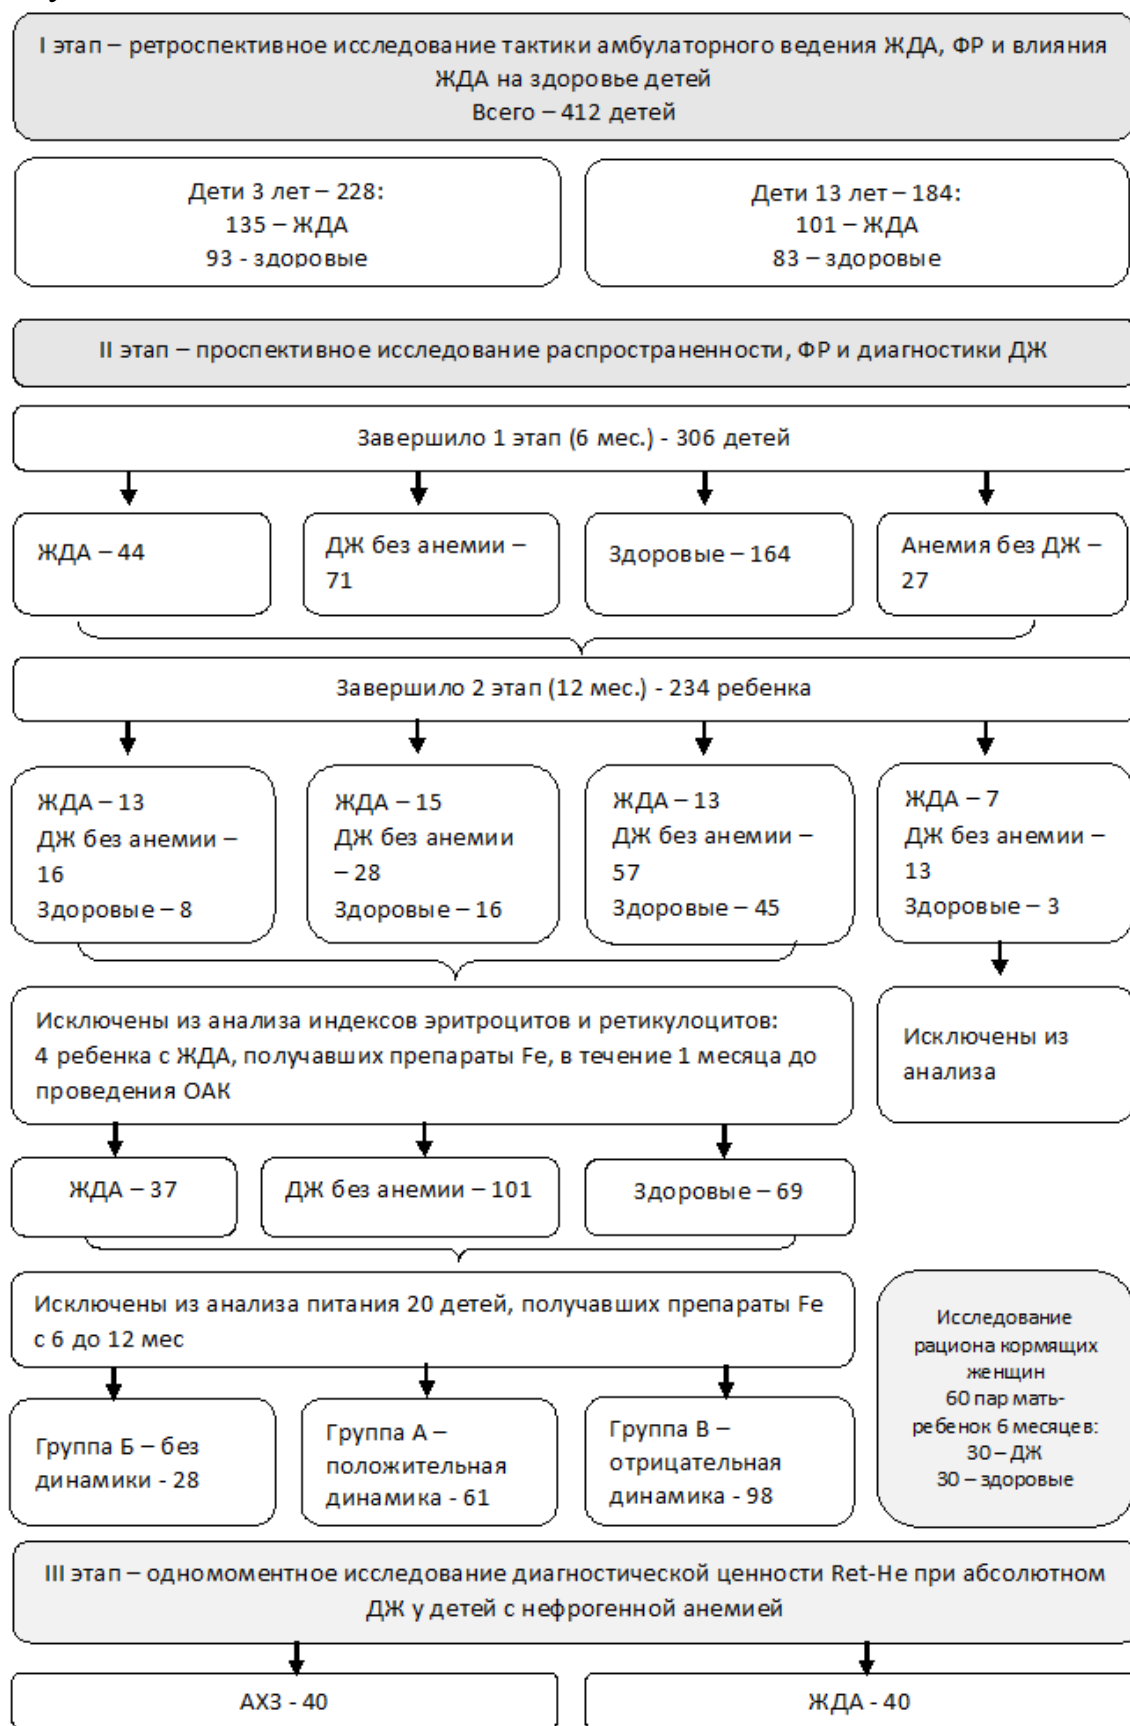 I этап – ретроспективное исследование тактики амбулаторного ведения ЖДА, ФР и влияния
ЖДА на здоровье детей
Всего – 412 детей
Дети 3 лет – 228:
135 – ЖДА
93 - здоровые
Дети 13 лет – 184:
101 – ЖДА
83 – здоровые
II этап – проспективное исследование распространенности, ФР и диагностики ДЖ
Завершило 1 этап (6 мес.) - 306 детей
ЖДА – 44
ДЖ без анемии –
71
Здоровые – 164
Анемия без ДЖ –
27
Завершило 2 этап (12 мес.) - 234 ребенка
ЖДА – 13
ДЖ без анемии –
16
Здоровые – 8
ЖДА – 15
ДЖ без анемии
– 28
Здоровые – 16
ЖДА – 13
ДЖ без анемии –
57
Здоровые – 45
ЖДА – 7
ДЖ без анемии –
13
Здоровые – 3
Исключены из анализа индексов эритроцитов и ретикулоцитов:
4 ребенка с ЖДА, получавших препараты Fe, в течение 1 месяца до
проведения ОАК
Исключены из
анализа
ЖДА – 37
ДЖ без анемии – 101
Здоровые – 69
Исключены из анализа питания 20 детей, получавших препараты Fe
с 6 до 12 мес
Исследование
рациона кормящих
женщин
60 пар мать-
ребенок 6 месяцев:
30 – ДЖ
30 – здоровые
Группа Б – без
динамики - 28
Группа А –
положительная
динамика - 61
Группа В –
отрицательная
динамика - 98
III этап – одномоментное исследование диагностической ценности Ret-He при абсолютном
ДЖ у детей с нефрогенной анемией
АХЗ - 40
ЖДА - 40